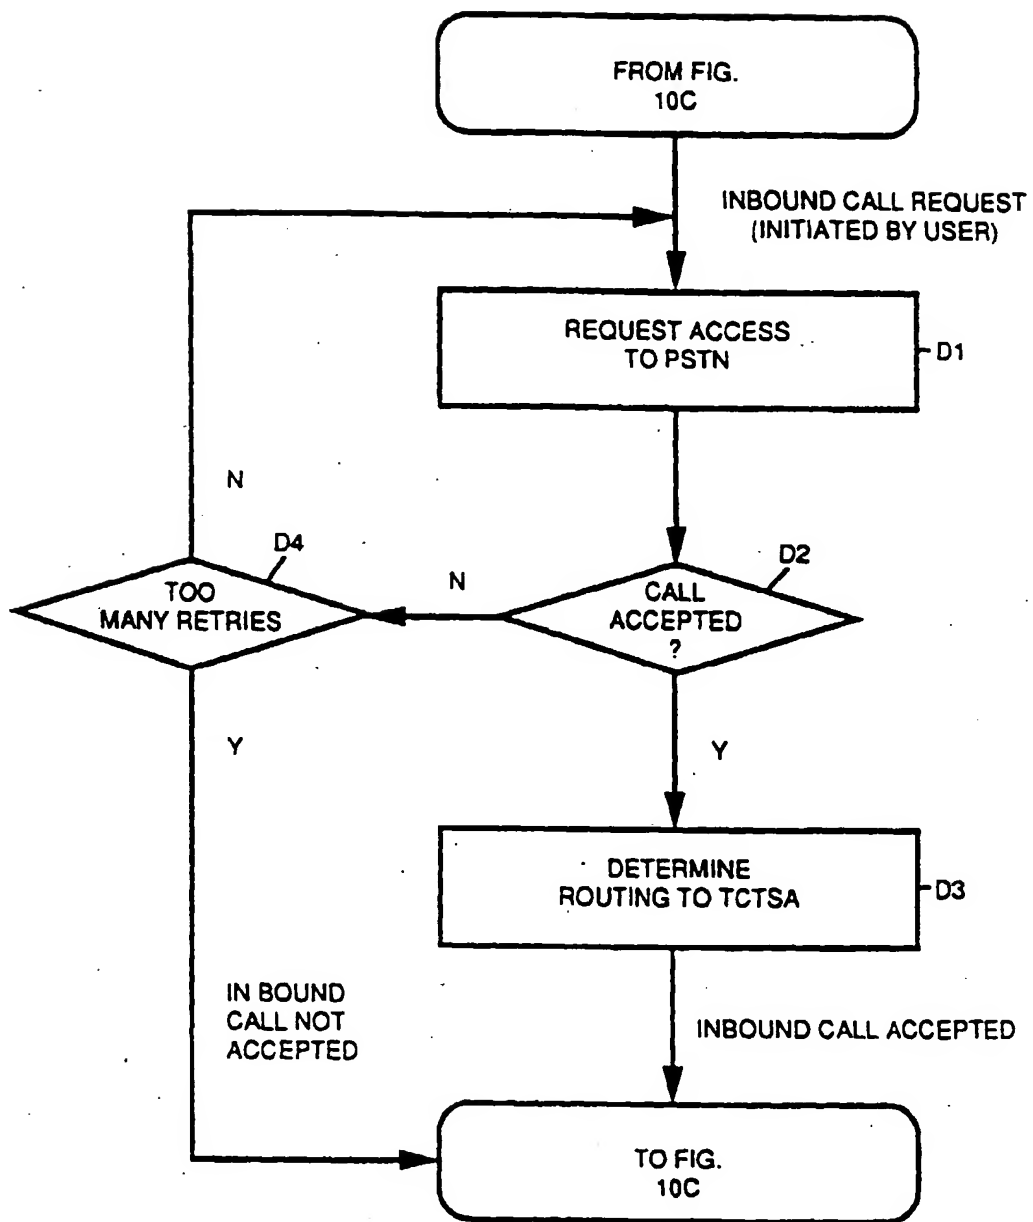 FROM FIG.
10C
INBOUND CALL REQUEST
(INITIATED BY USER)
REQUEST ACCESS
TO PSTN
D1
N
D4
TOO
MANY RETRIES
N
D2
CALL
ACCEPTED
?
Y
Y
DETERMINE
ROUTING TO TCTSA
D3
IN BOUND
CALL NOT
ACCEPTED
INBOUND CALL ACCEPTED
TO FIG.
10C